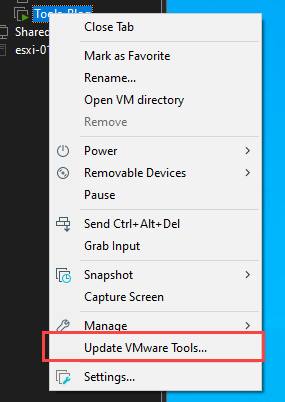 Tools-Blog
Close Tab
Shared
Mark as Favorite
esxi-01
Rename...
Open VM directory
Remove
Power
Removable Devices
Pause
Send Ctrl+Alt+Del
Grab Input
Snapshot
Capture Screen
Manage
Update VMware Tools...
Settings...